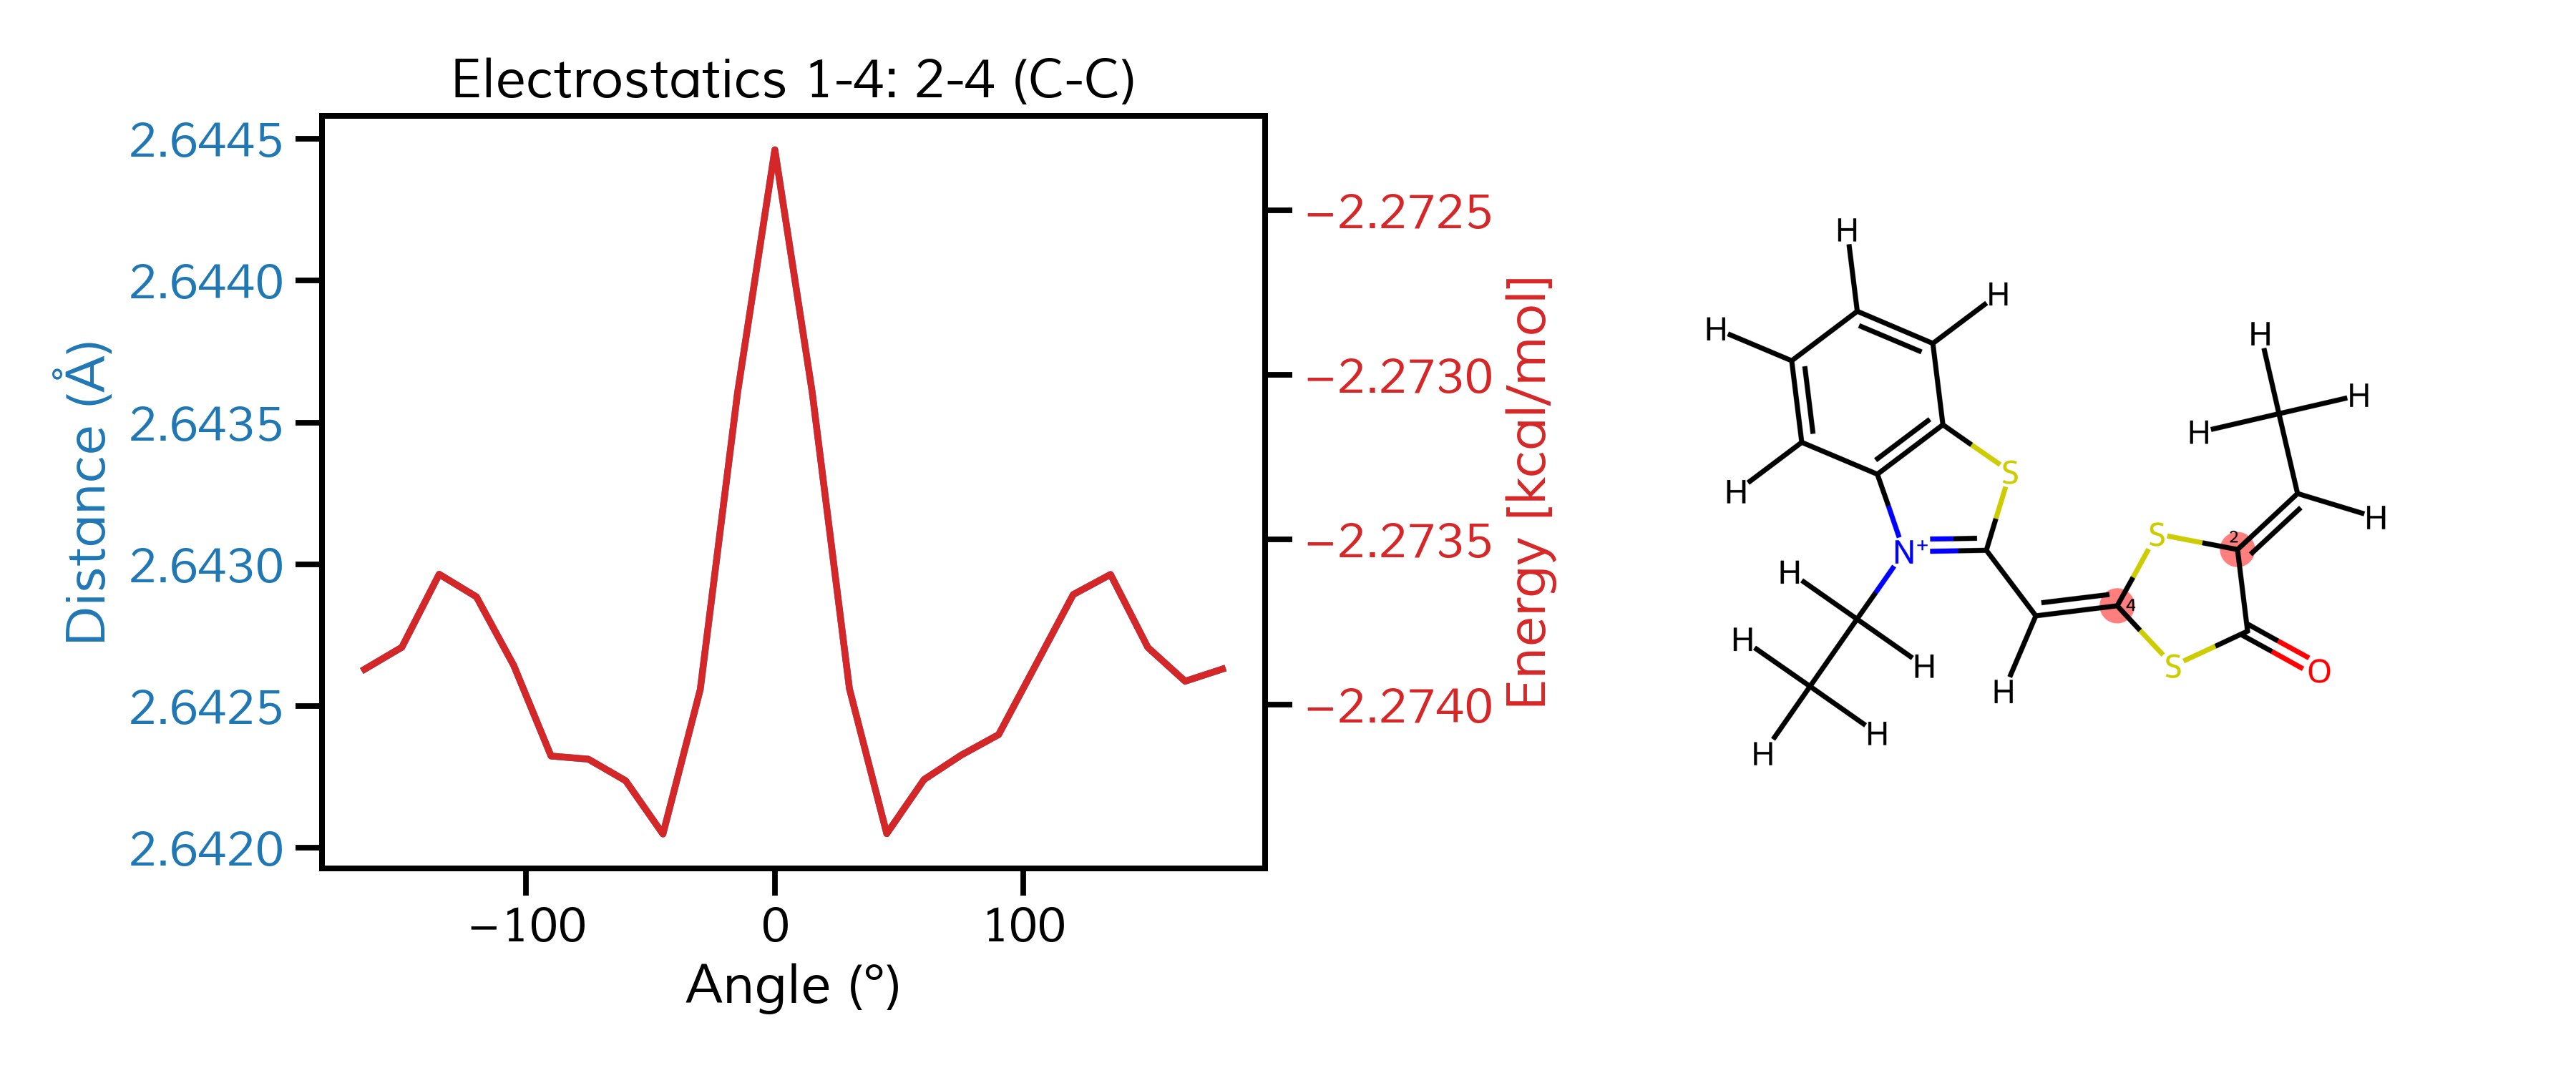 Electrostatics 1-4: 2-4 (C-C)
2.6445
2.6440
2.6435
2.6430
2.6425
2.6420
Distance (Å)
−2.2725
−2.2730
−2.2735
−2.2740
Energy [kcal/mol]
−100
0
100
Angle (°)
H
H
H
H
H
H
H
S
H
S
2
H
N+
H
4
H
H
S
O
H
H
H